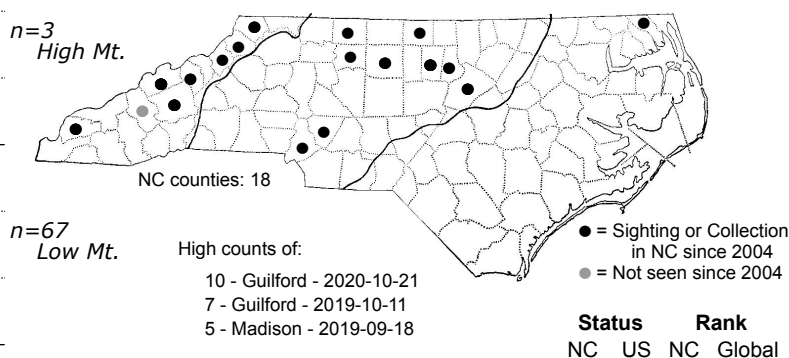 n=3
High Mt.
NC counties: 18
n=67
Low Mt.
High counts of:
10 - Guilford - 2020-10-21
7 - Guilford - 2019-10-11
5 - Madison - 2019-09-18
● = Sighting or Collection
in NC since 2004
● = Not seen since 2004
Status Rank
NC US NC Global